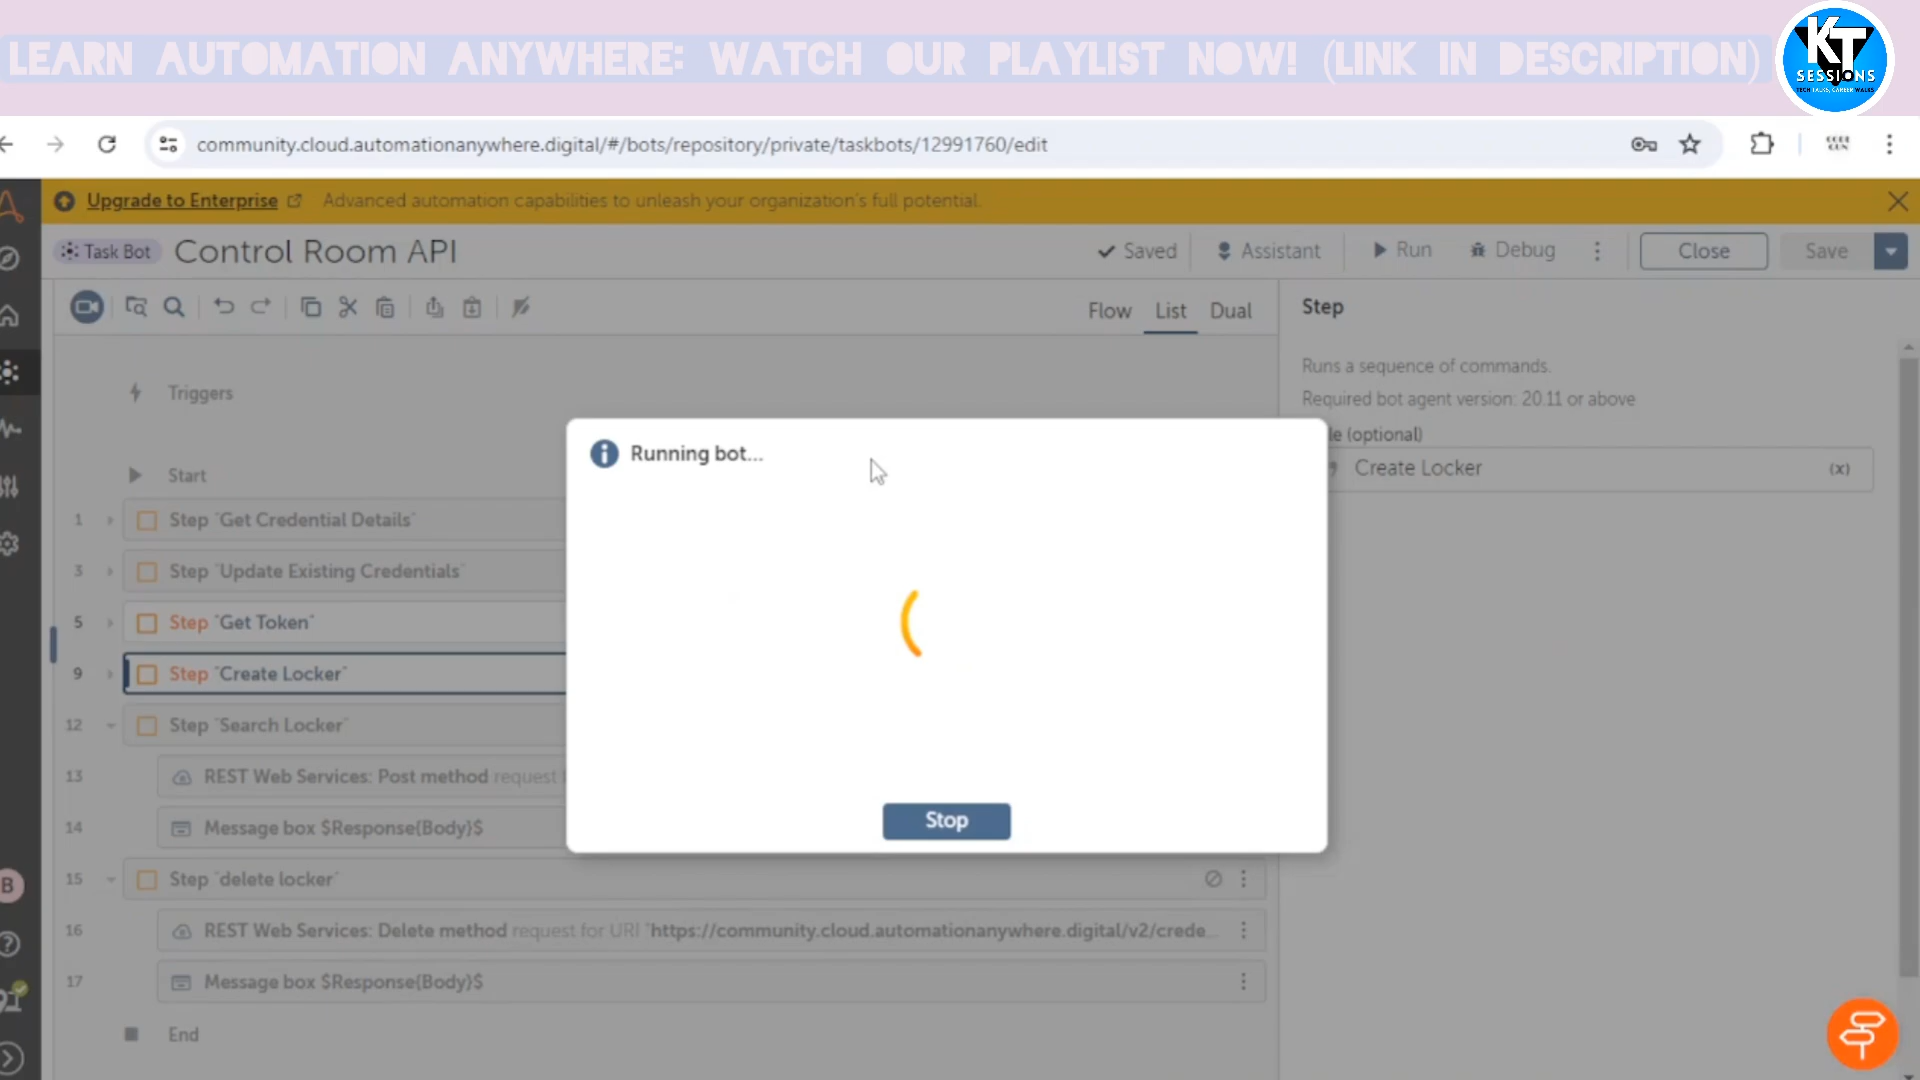 LEARN AUTOMATION ANYWHERE: WATCH OUR PLAYLIST NOW! (LINK IN DESCRIPTION)
KT
SESSIONS
TECH TALKS, CAREER WALKS
community.cloud.automationanywhere.digital/#/bots/repository/private/taskbots/12991760/edit
Upgrade to Enterprise Advanced automation capabilities to unleash your organization's full potential.
Task Bot Control Room API Saved Assistant Run Debug Close Save
Flow List Dual
Step
Runs a sequence of commands.
Required bot agent version: 20.11 or above
le (optional)
Create Locker (x)
Triggers
Start
1 Step "Get Credential Details"
3 Step "Update Existing Credentials"
5 Step "Get Token"
9 Step "Create Locker"
12 Step "Search Locker"
13 REST Web Services: Post method request
14 Message box $Response{Body}$
15 Step "delete locker"
16 REST Web Services: Delete method request for URI "https://community.cloud.automationanywhere.digital/v2/crede...
17 Message box $Response{Body}$
End
Running bot...
Stop
B